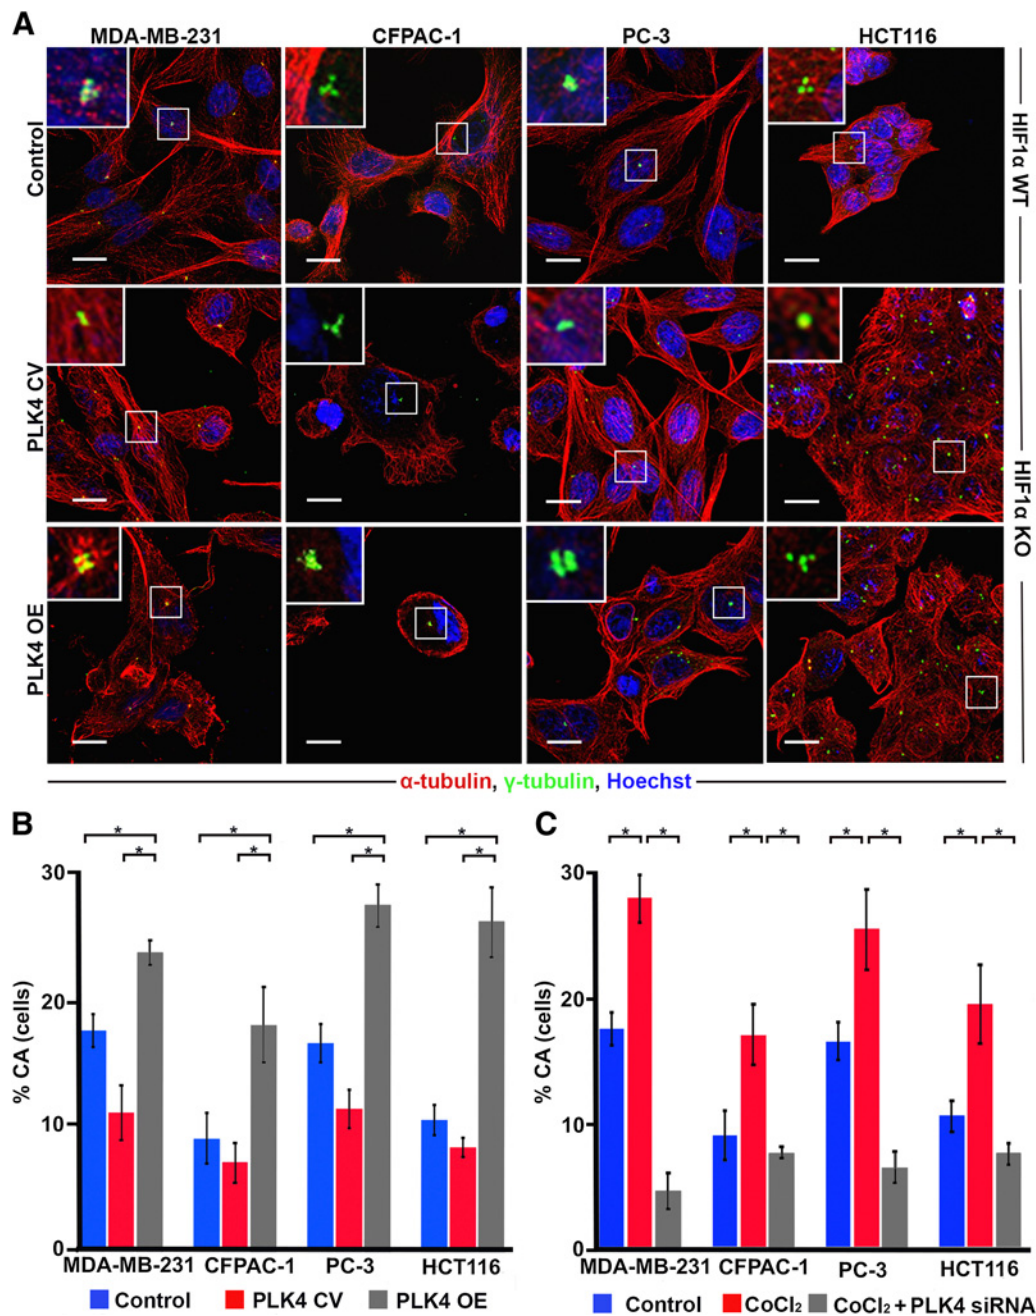 A
MDA-MB-231 CFPAC-1 PC-3 HCT116
Control
HIF1α WT
PLK4 CV
PLK4 OE
HIF1α KO
α-tubulin, γ-tubulin, Hoechst
B
* * * *
* * * *
% CA (cells)
30
20
10
0
MDA-MB-231 CFPAC-1 PC-3 HCT116
Control PLK4 CV PLK4 OE
C
* * * * * * * *
% CA (cells)
30
20
10
0
MDA-MB-231 CFPAC-1 PC-3 HCT116
Control CoCl₂ CoCl₂ + PLK4 siRNA